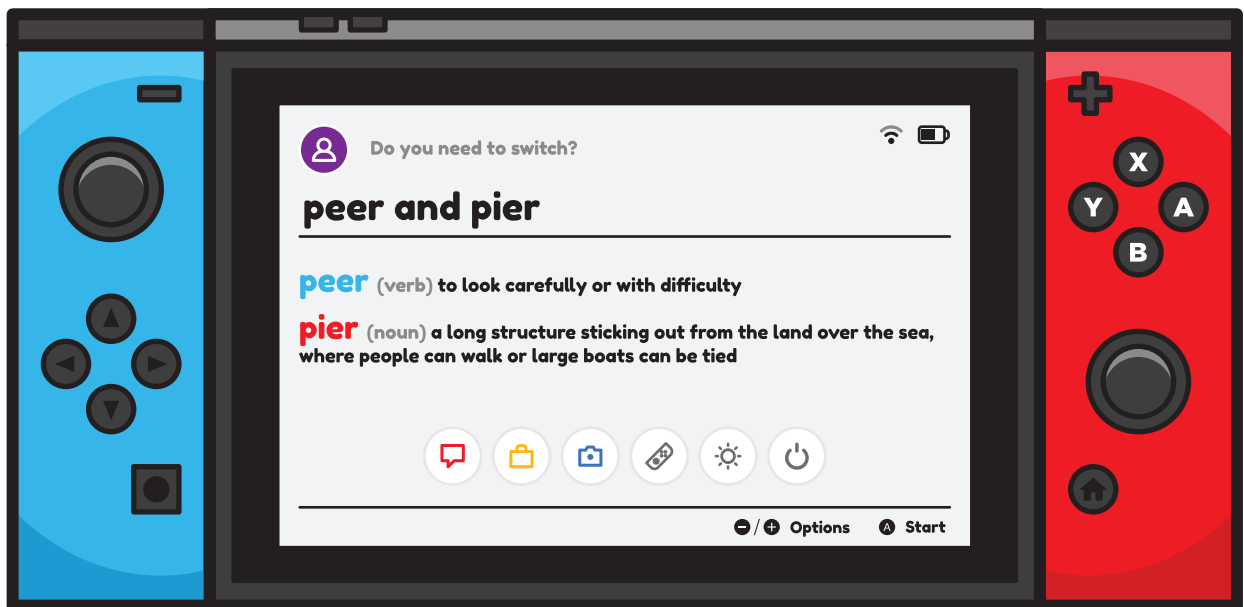 Do you need to switch?
peer and pier
peer (verb) to look carefully or with difficulty
pier (noun) a long structure sticking out from the land over the sea,
where people can walk or large boats can be tied
X
Y A
B
/ Options A Start